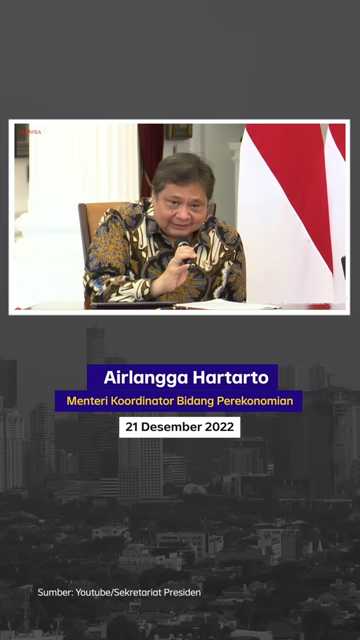 Airlangga Hartarto
Menteri Koordinator Bidang Perekonomian
21 Desember 2022
Sumber: Youtube/Sekretariat Presiden